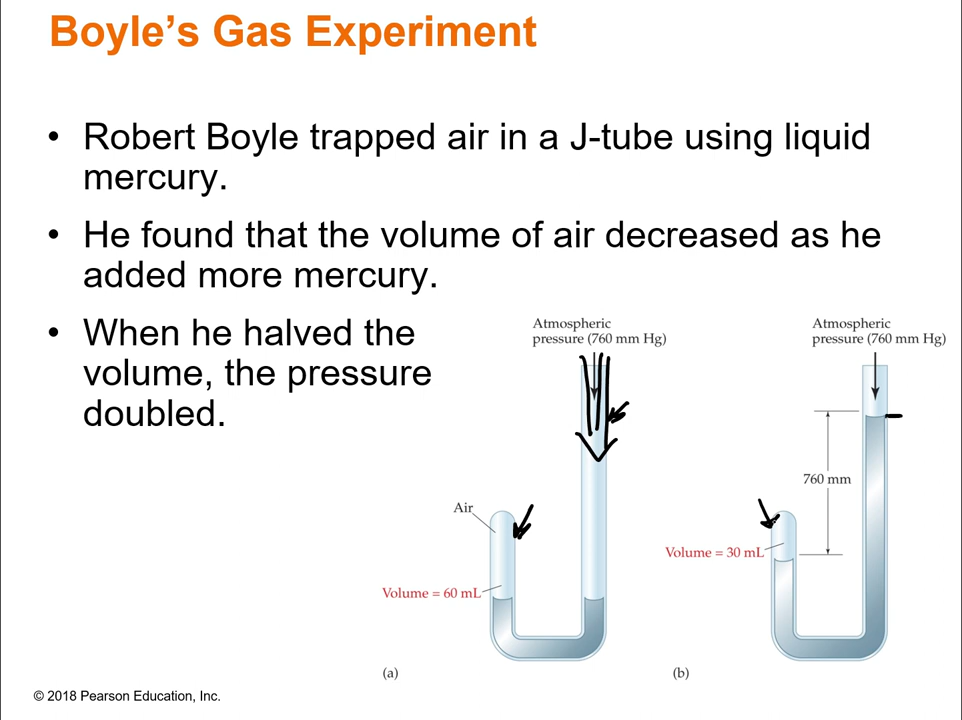 Boyle’s Gas Experiment
• Robert Boyle trapped air in a J-tube using liquid
mercury.
• He found that the volume of air decreased as he
added more mercury.
• When he halved the
volume, the pressure
doubled.
Atmospheric
pressure (760 mm Hg)
Air
Volume = 60 mL
(a)
Atmospheric
pressure (760 mm Hg)
760 mm
Volume = 30 mL
(b)
© 2018 Pearson Education, Inc.